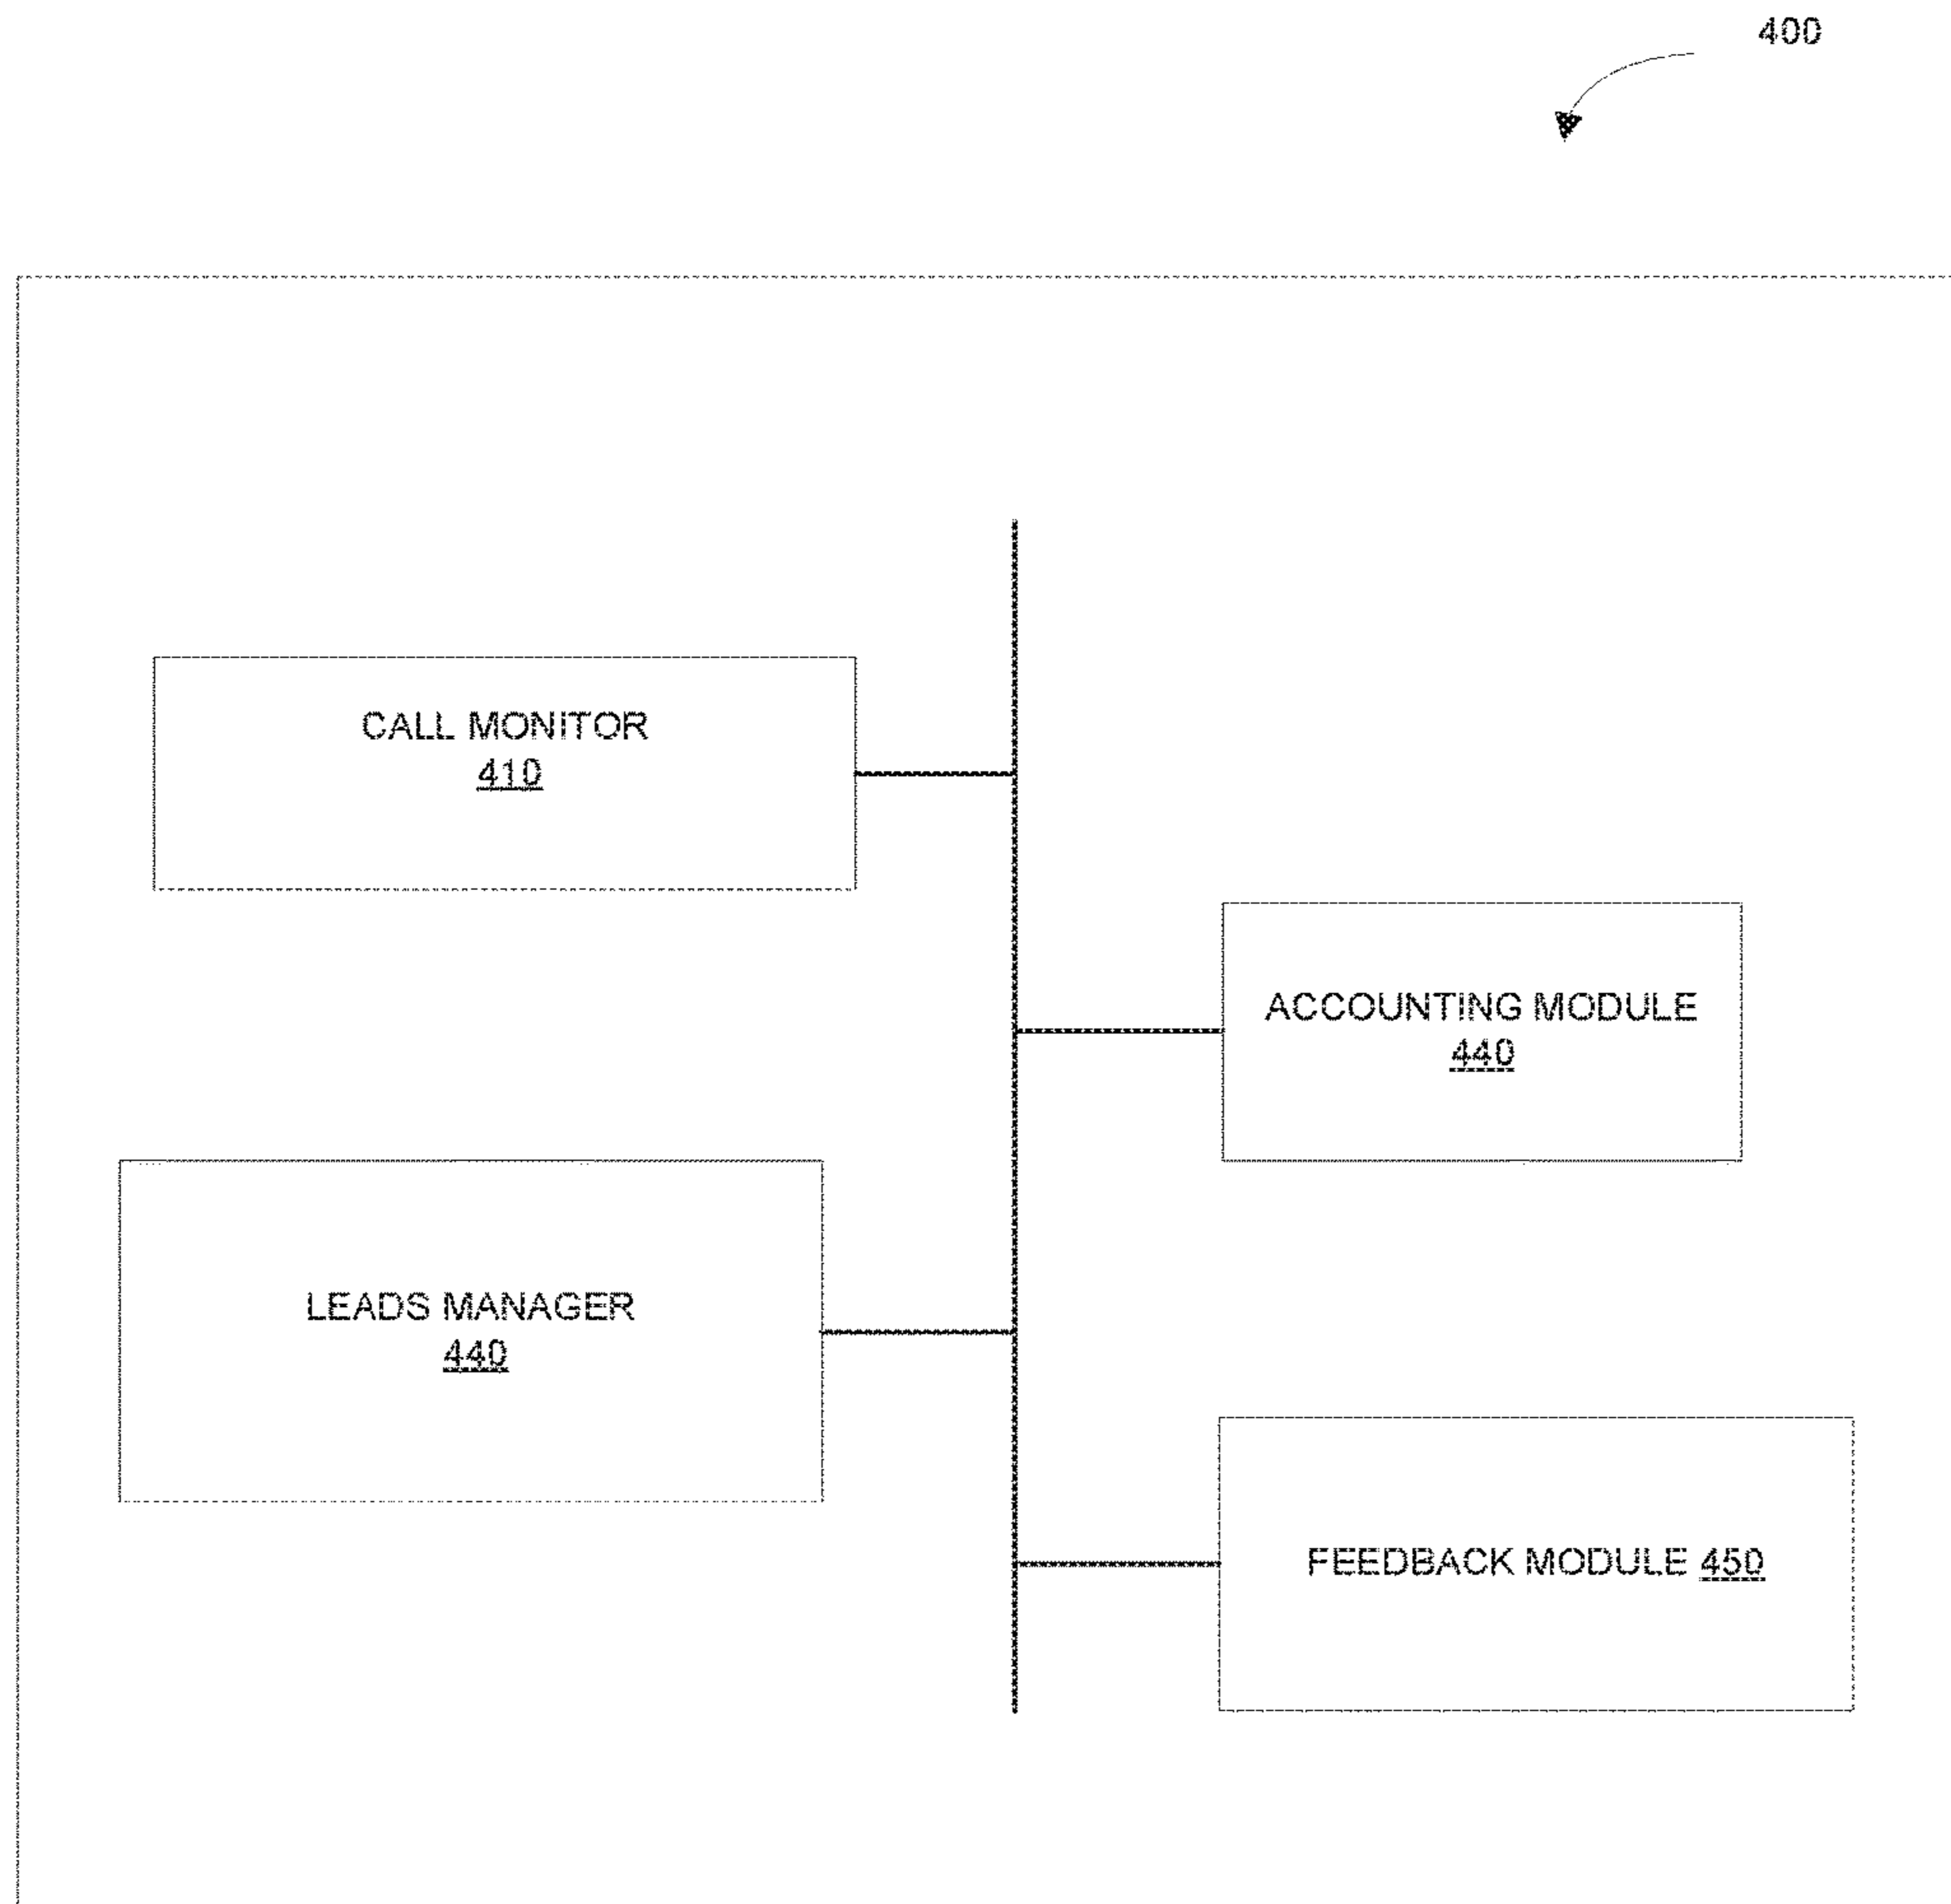 400
CALL MONITOR
410
ACCOUNTING MODULE
440
LEADS MANAGER
440
FEEDBACK MODULE 450